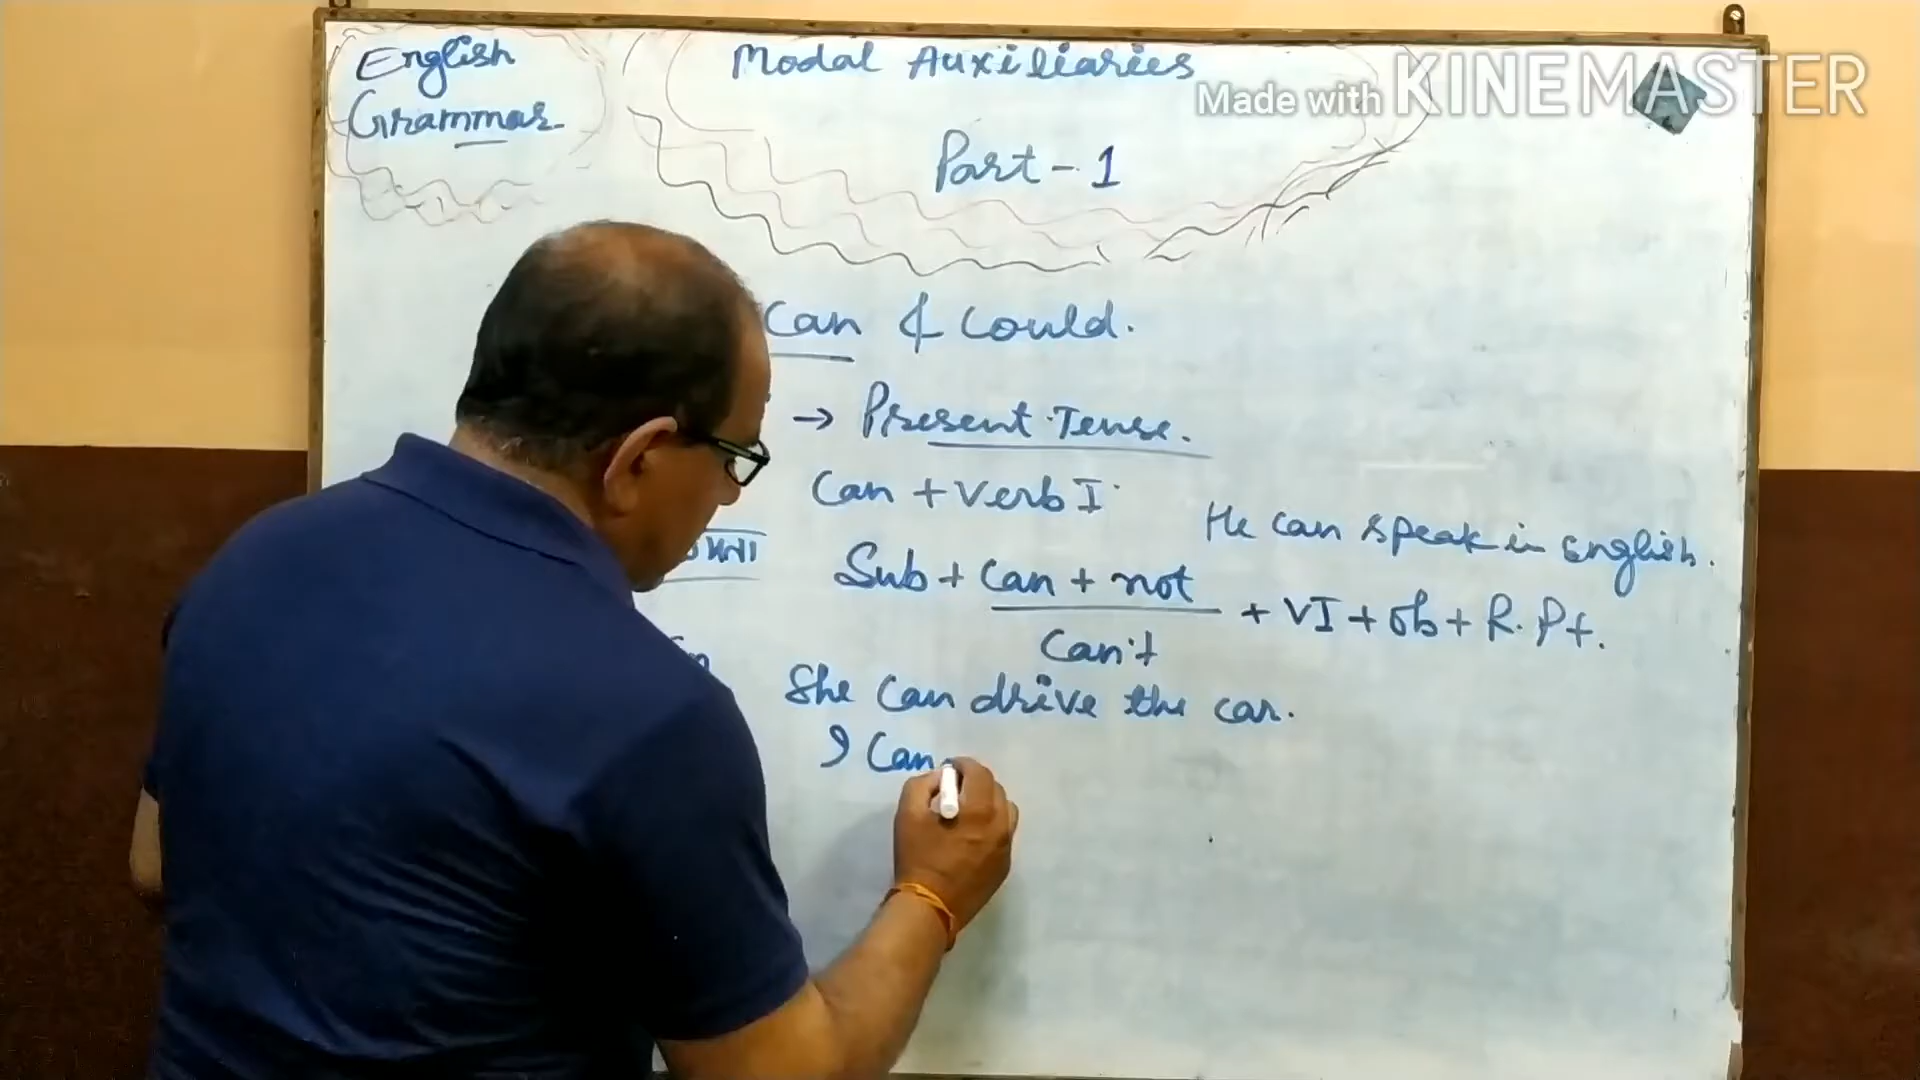 English
Grammar
Modal Auxiliaries
Made with KINEMASTER
Part - 1
Can & Could.
→ Present Tense.
Can + Verb I
He can speak in English.
Sub + Can + not
+ VI + Ob + R. Pt.
Can't
She Can drive the car.
I Can